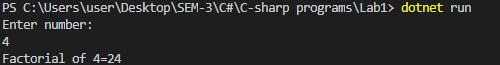 PS C:\Users\user\Desktop\SEM-3\C#\C-sharp programs\Lab1> dotnet run
Enter number:
4
Factorial of 4=24